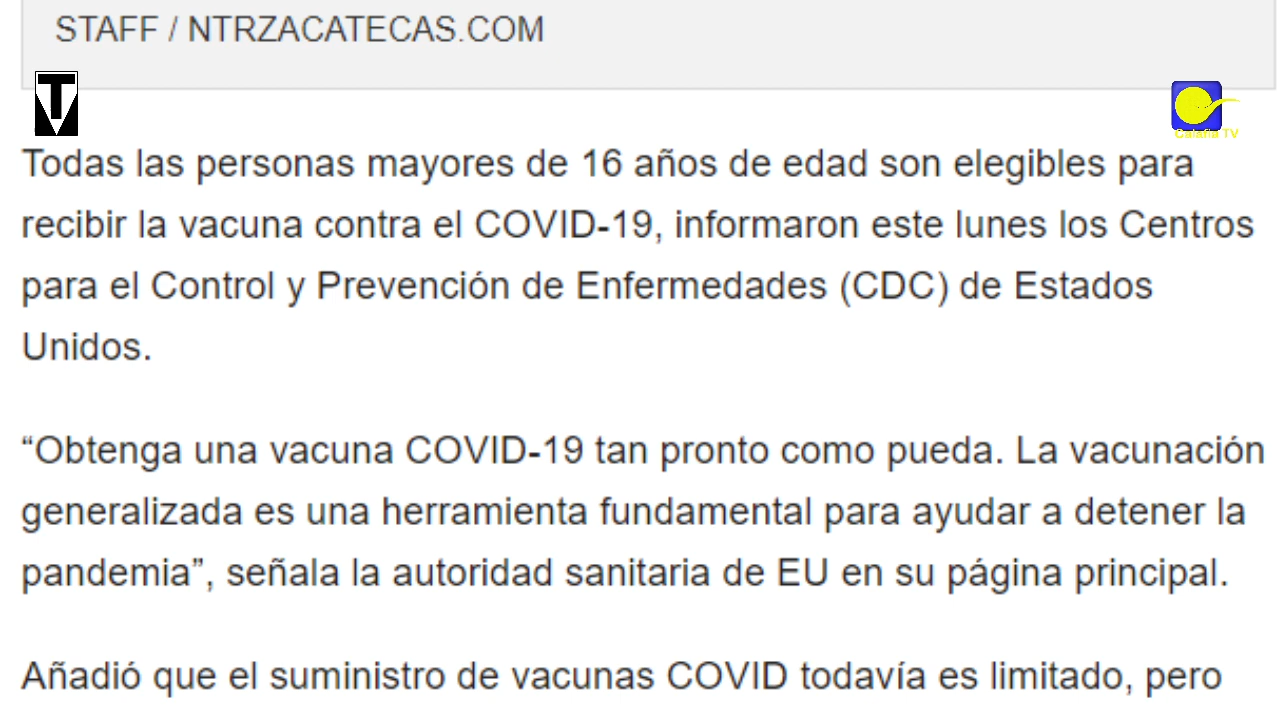 STAFF / NTRZACATECAS.COM
TV
Calafia TV
Todas las personas mayores de 16 años de edad son elegibles para
recibir la vacuna contra el COVID-19, informaron este lunes los Centros
para el Control y Prevención de Enfermedades (CDC) de Estados
Unidos.
“Obtenga una vacuna COVID-19 tan pronto como pueda. La vacunación
generalizada es una herramienta fundamental para ayudar a detener la
pandemia”, señala la autoridad sanitaria de EU en su página principal.
Añadió que el suministro de vacunas COVID todavía es limitado, pero